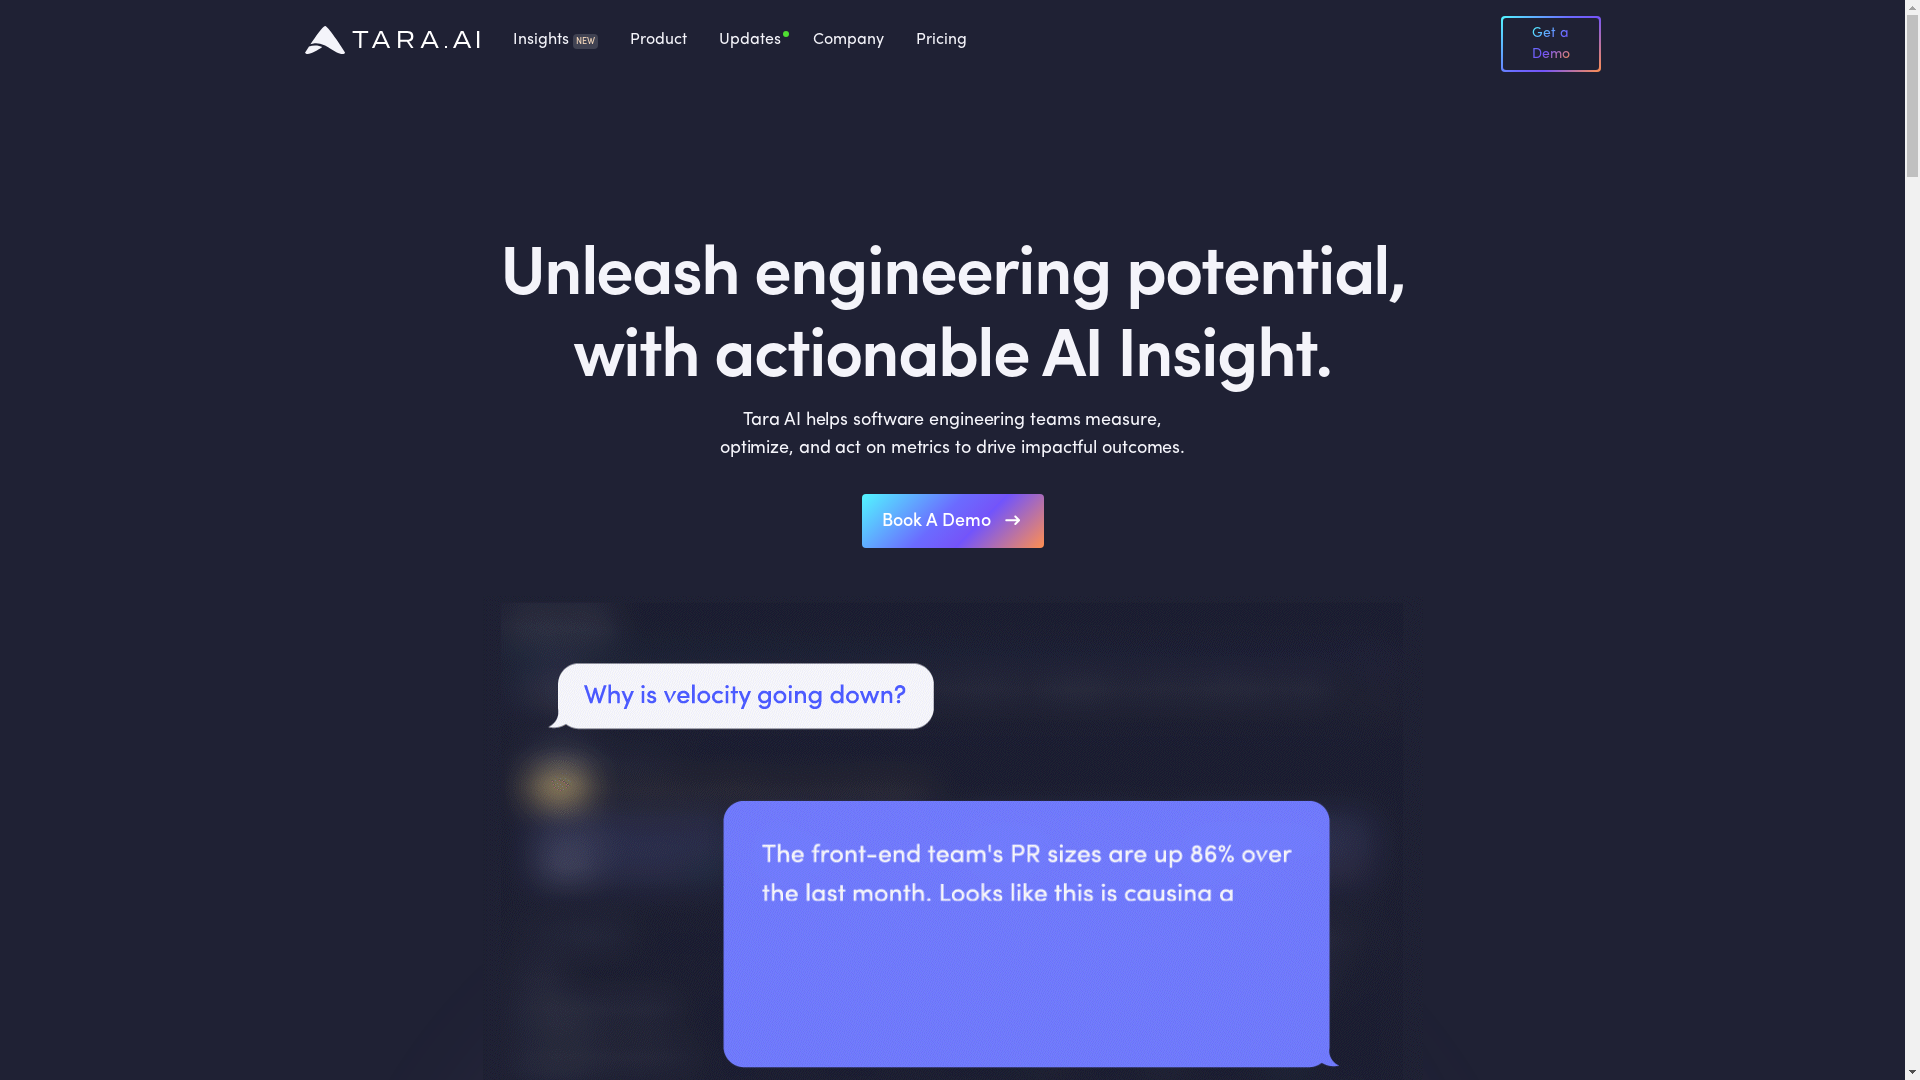 TARA.AI
Insights NEW
Product
Updates
Company
Pricing
Get a
Demo
Unleash engineering potential,
with actionable AI Insight.
Tara AI helps software engineering teams measure,
optimize, and act on metrics to drive impactful outcomes.
Book A Demo →
Why is velocity going down?
The front-end team's PR sizes are up 86% over
the last month. Looks like this is causing a